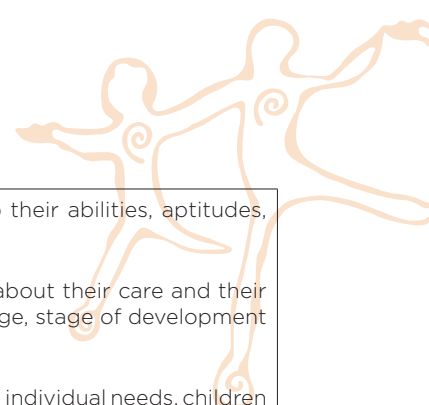 their abilities, aptitudes,
about their care and their
ge, stage of development
individual needs, children